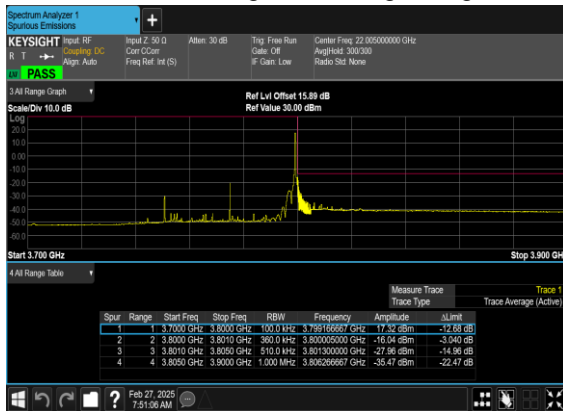 Spectrum Analyzer 1
Spurious Emissions
+
KEYSIGHT Input: RF Input Z: 50 Ω Atten: 30 dB Trig: Free Run Center Freq: 22.005000000 GHz
R T Coupling: DC Corr CCorr Gate: Off Avg|Hold: 300/300
Align: Auto Freq Ref: Int (S) IF Gain: Low Radio Std: None
PASS
3 All Range Graph
Scale/Div 10.0 dB Ref Lvl Offset 15.89 dB
Ref Value 30.00 dBm
Log
20.0
10.0
0.00
-10.0
-20.0
-30.0
-40.0
-50.0
-60.0
Start 3.700 GHz Stop 3.900 GH
4 All Range Table
Measure Trace Trace 1
Trace Type Trace Average (Active)
Spur Range Start Freq Stop Freq RBW Frequency Amplitude ΔLimit
1 1 3.7000 GHz 3.8000 GHz 100.0 kHz 3.799166667 GHz 17.32 dBm -12.68 dB
2 2 3.8000 GHz 3.8010 GHz 360.0 kHz 3.800005000 GHz -16.04 dBm -3.040 dB
3 3 3.8010 GHz 3.8050 GHz 510.0 kHz 3.801300000 GHz -27.96 dBm -14.96 dB
4 4 3.8050 GHz 3.9000 GHz 1.000 MHz 3.806266667 GHz -35.47 dBm -22.47 dB
? Feb 27, 2025
7:51:06 AM